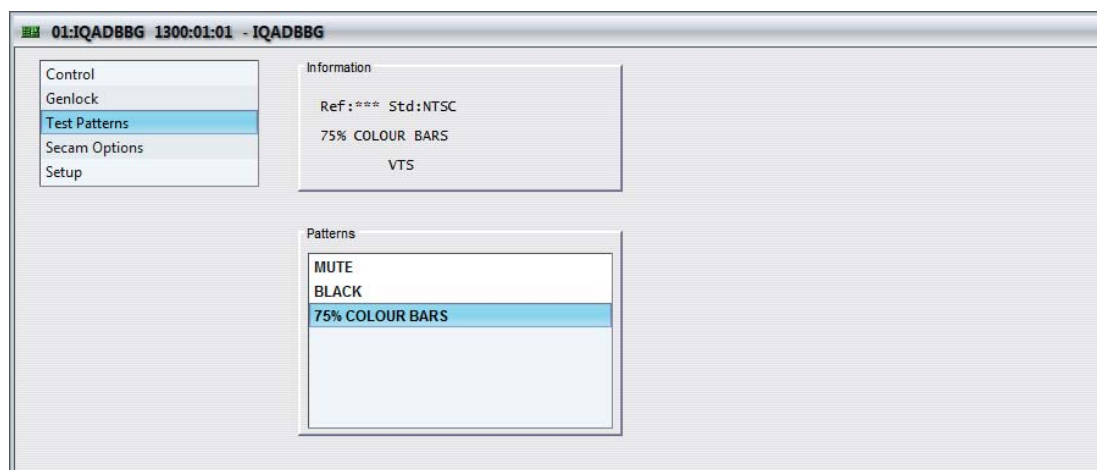 01:IQADBBG 1300:01:01 - IQADBBG
Control
Genlock
Test Patterns
Secam Options
Setup
Information
Ref:*** Std:NTSC
75% COLOUR BARS
VTS
Patterns
MUTE
BLACK
75% COLOUR BARS